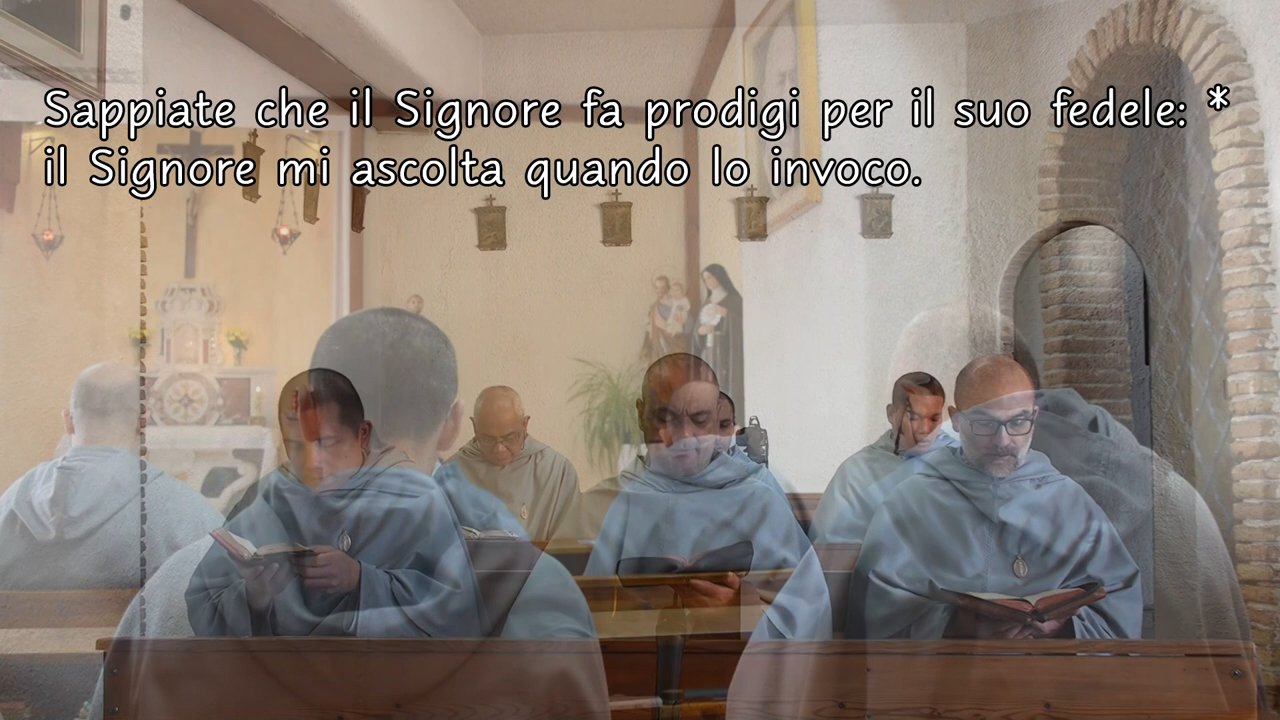 Sappiate che il Signore fa prodigi per il suo fedele: *
il Signore mi ascolta quando lo invoco.